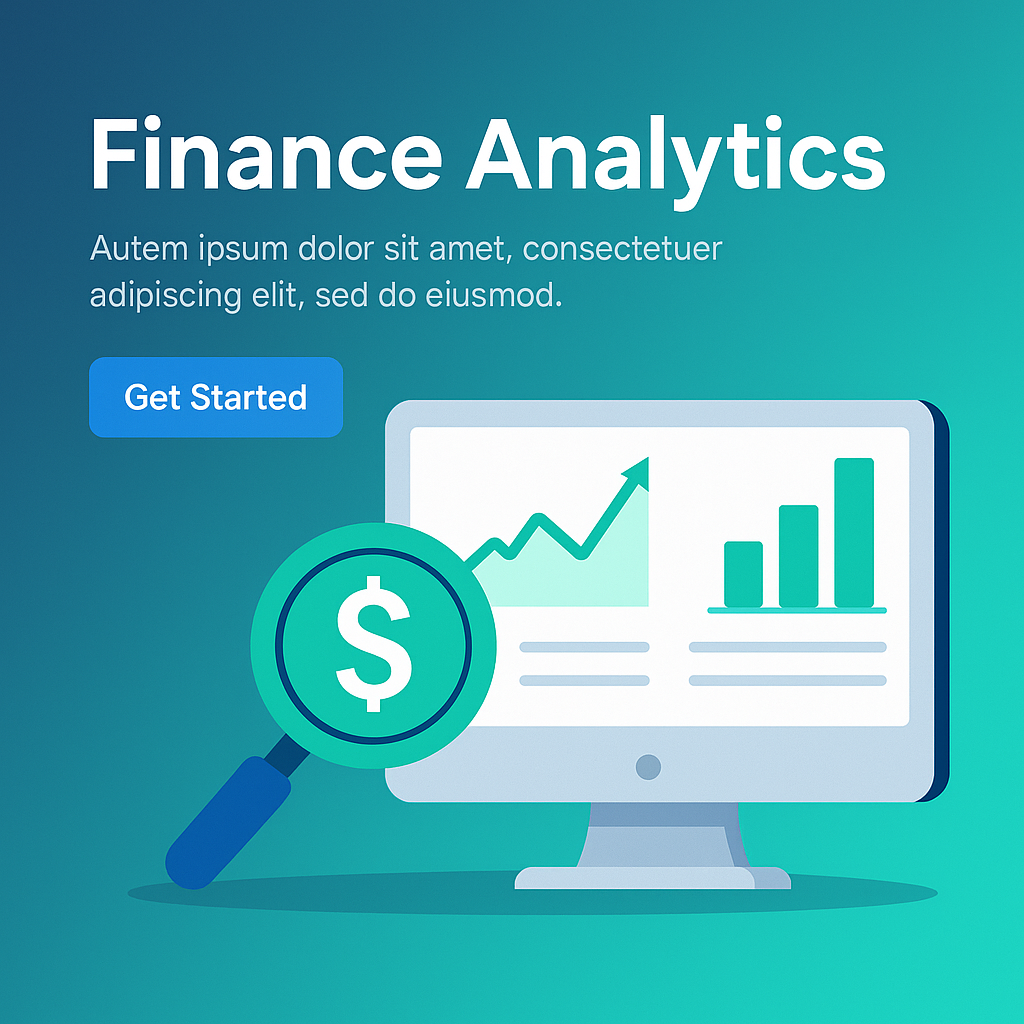 Finance Analytics
Autem ipsum dolor sit amet, consectetuer
adipiscing elit, sed do eiusmod.
Get Started
$